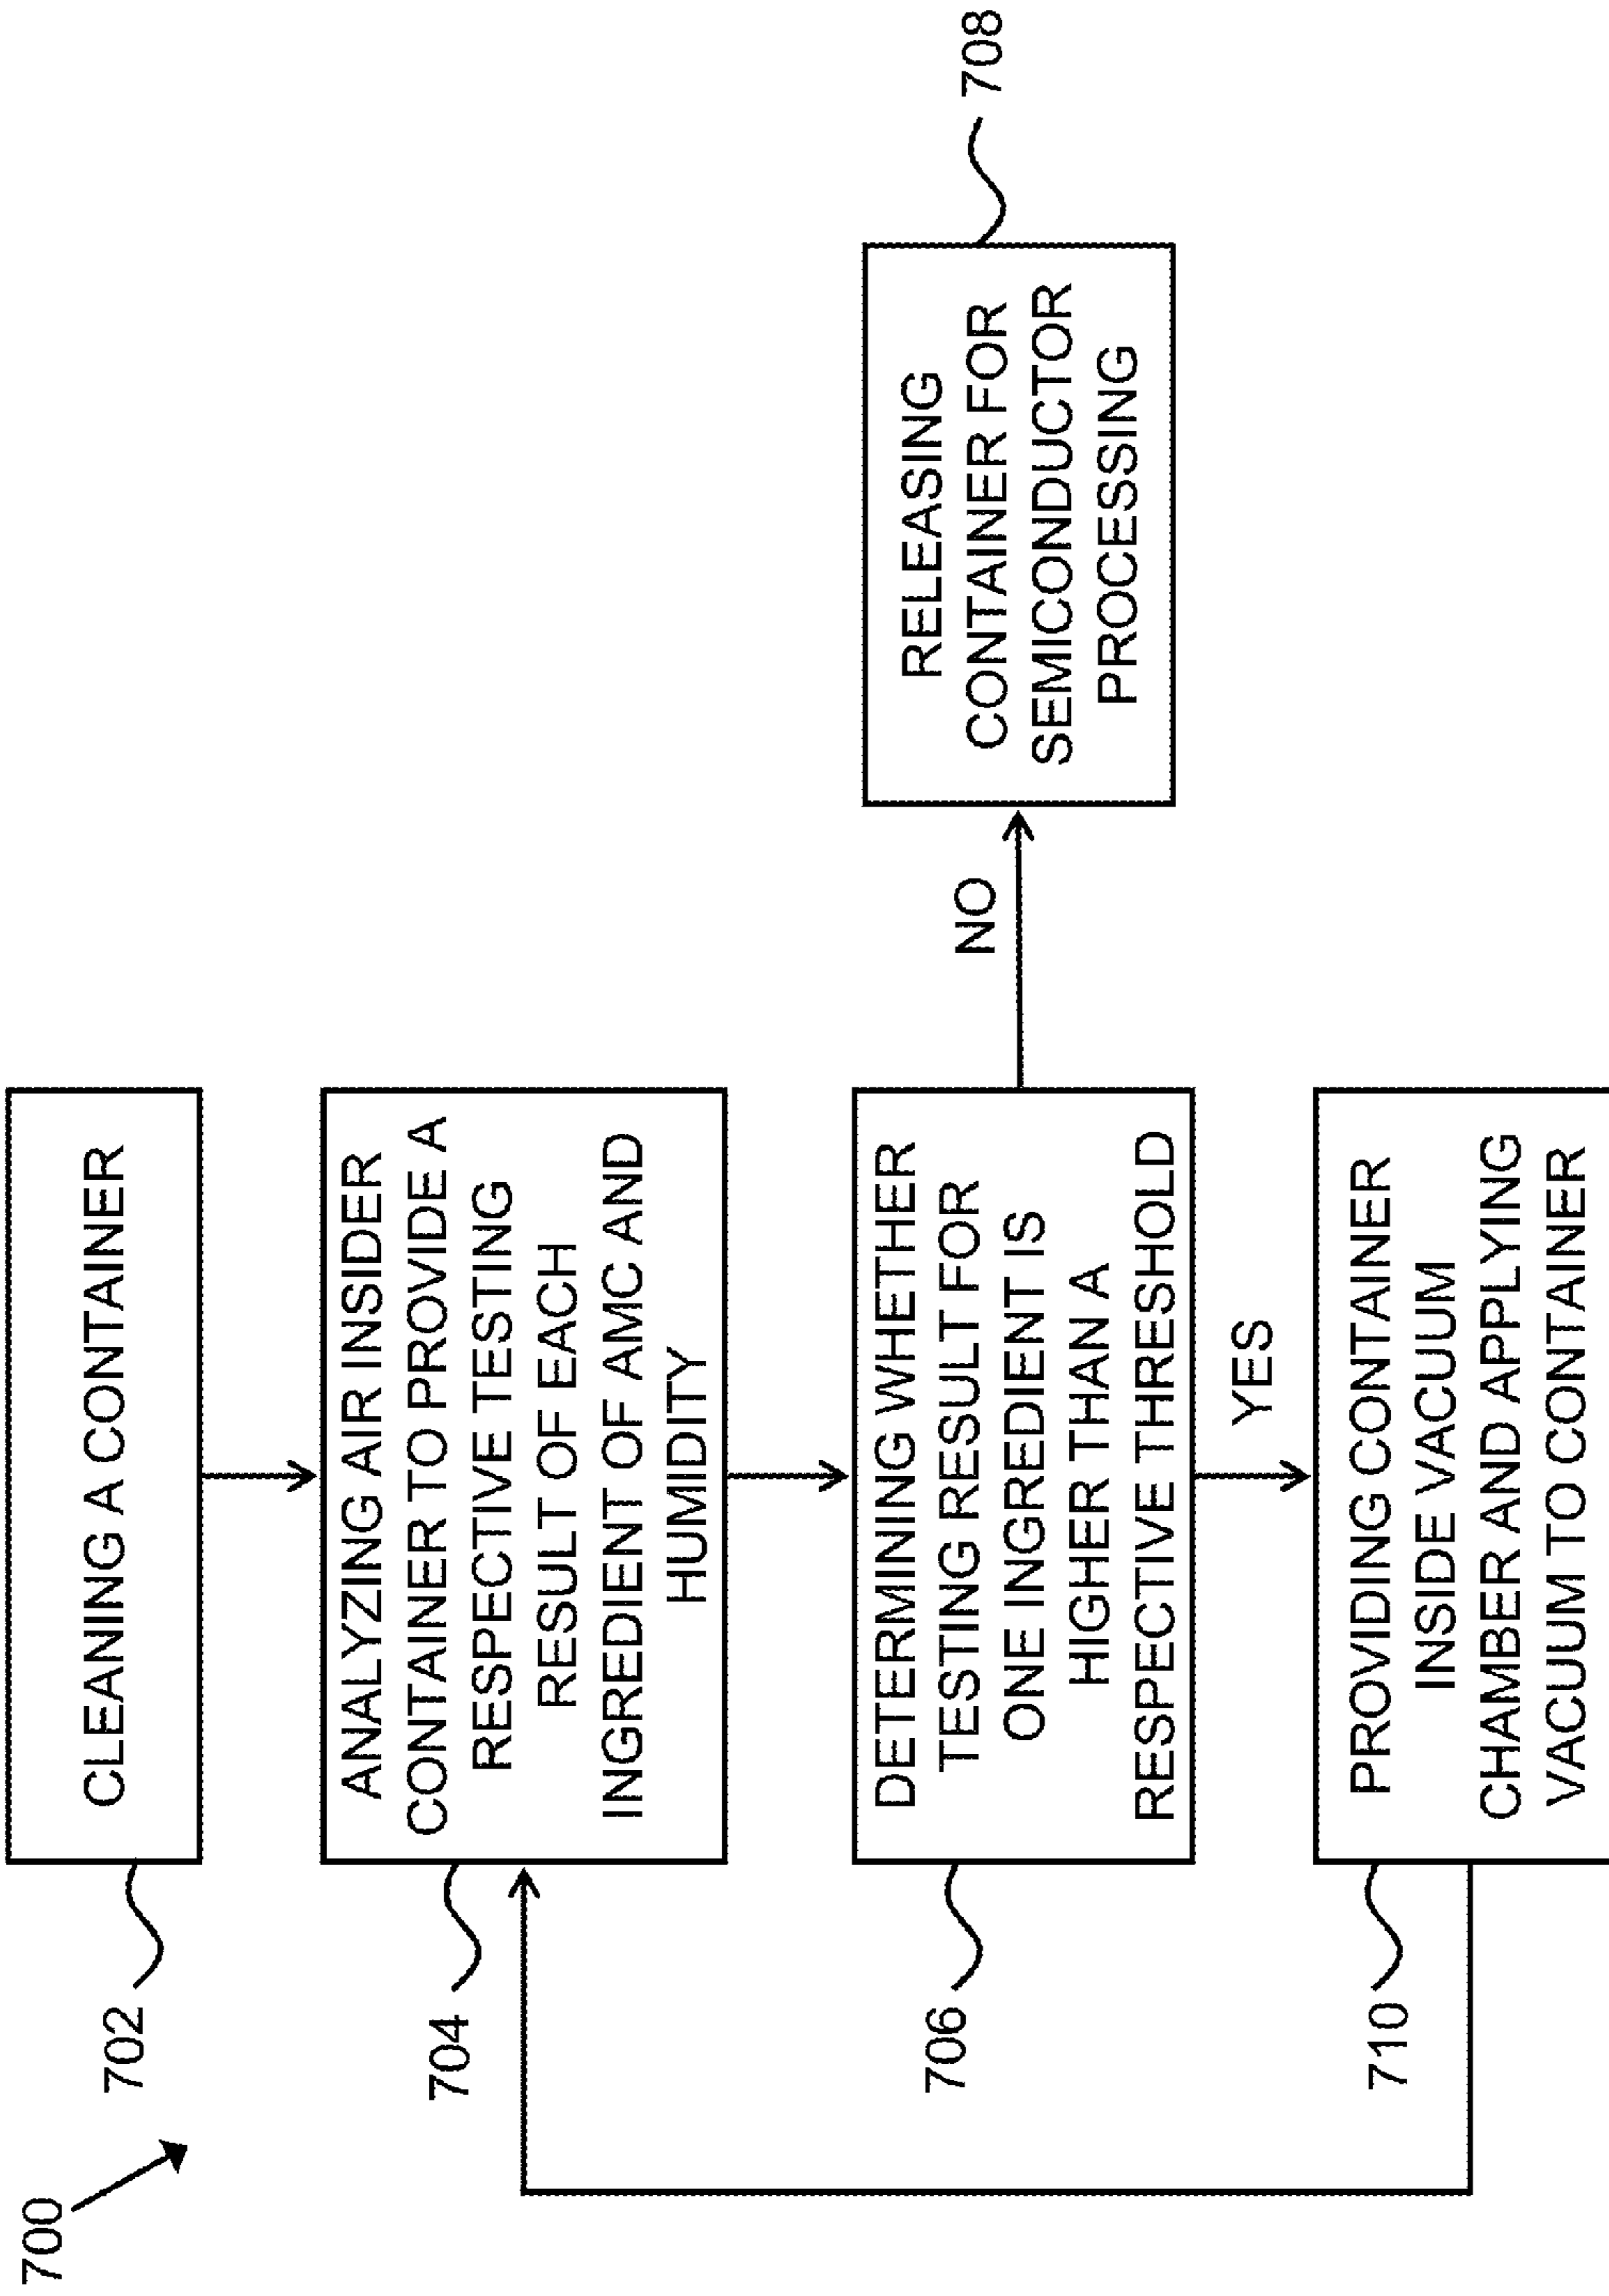 700
702
CLEANING A CONTAINER
704
ANALYZING AIR INSIDER
CONTAINER TO PROVIDE A
RESPECTIVE TESTING
RESULT OF EACH
INGREDIENT OF AMC AND
HUMIDITY
706
DETERMINING WHETHER
TESTING RESULT FOR
ONE INGREDIENT IS
HIGHER THAN A
RESPECTIVE THRESHOLD
NO
RELEASING
CONTAINER FOR
SEMICONDUCTOR
PROCESSING
708
YES
710
PROVIDING CONTAINER
INSIDE VACUUM
CHAMBER AND APPLYING
VACUUM TO CONTAINER